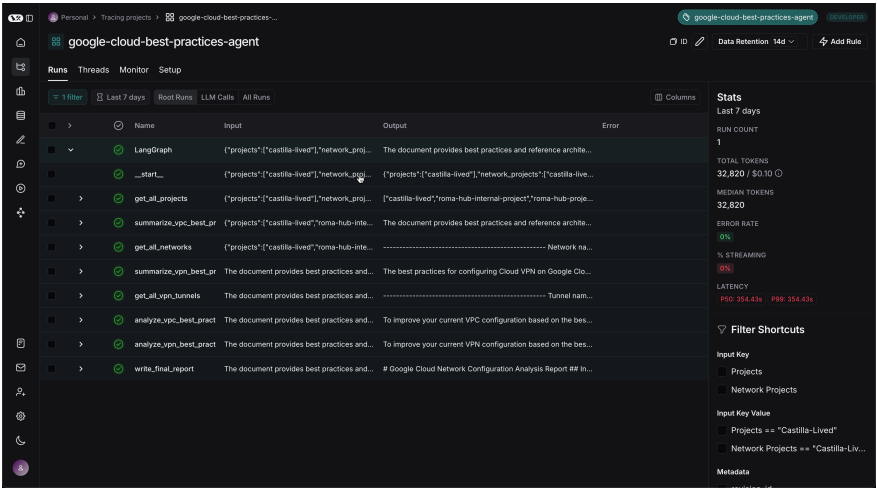 Personal > Tracing projects > google-cloud-best-practices-...
google-cloud-best-practices-agent
DEVELOPER
google-cloud-best-practices-agent
ID
Data Retention 14d
Add Rule
Runs Threads Monitor Setup
1 filter Last 7 days Root Runs LLM Calls All Runs Columns
Name Input Output Error
LangGraph {"projects":["castilla-lived"],"network_proj... The document provides best practices and reference archite...
__start__ {"projects":["castilla-lived"],"network_proj... {"projects":["castilla-lived"],"network_projects":["castilla-live...
get_all_projects {"projects":["castilla-lived"],"network_proj... ["castilla-lived","roma-hub-internal-project","roma-hub-proje...
summarize_vpc_best_pr {"projects":["castilla-lived","roma-hub-inte... The document provides best practices and reference archite...
get_all_networks {"projects":["castilla-lived","roma-hub-inte... -------------------------------------------------- Network na...
summarize_vpn_best_pr The document provides best practices and... The best practices for configuring Cloud VPN on Google Clo...
get_all_vpn_tunnels The document provides best practices and... -------------------------------------------------- Tunnel nam...
analyze_vpc_best_pract The document provides best practices and... To improve your current VPC configuration based on the bes...
analyze_vpn_best_pract The document provides best practices and... To improve your current VPN configuration based on the bes...
write_final_report The document provides best practices and... # Google Cloud Network Configuration Analysis Report ## In...
Stats
Last 7 days
RUN COUNT
1
TOTAL TOKENS
32,820 / $0.10
MEDIAN TOKENS
32,820
ERROR RATE
0%
% STREAMING
0%
LATENCY
P50: 354.43s P99: 354.43s
Filter Shortcuts
Input Key
Projects
Network Projects
Input Key Value
Projects == "Castilla-Lived"
Network Projects == "Castilla-Liv...
Metadata